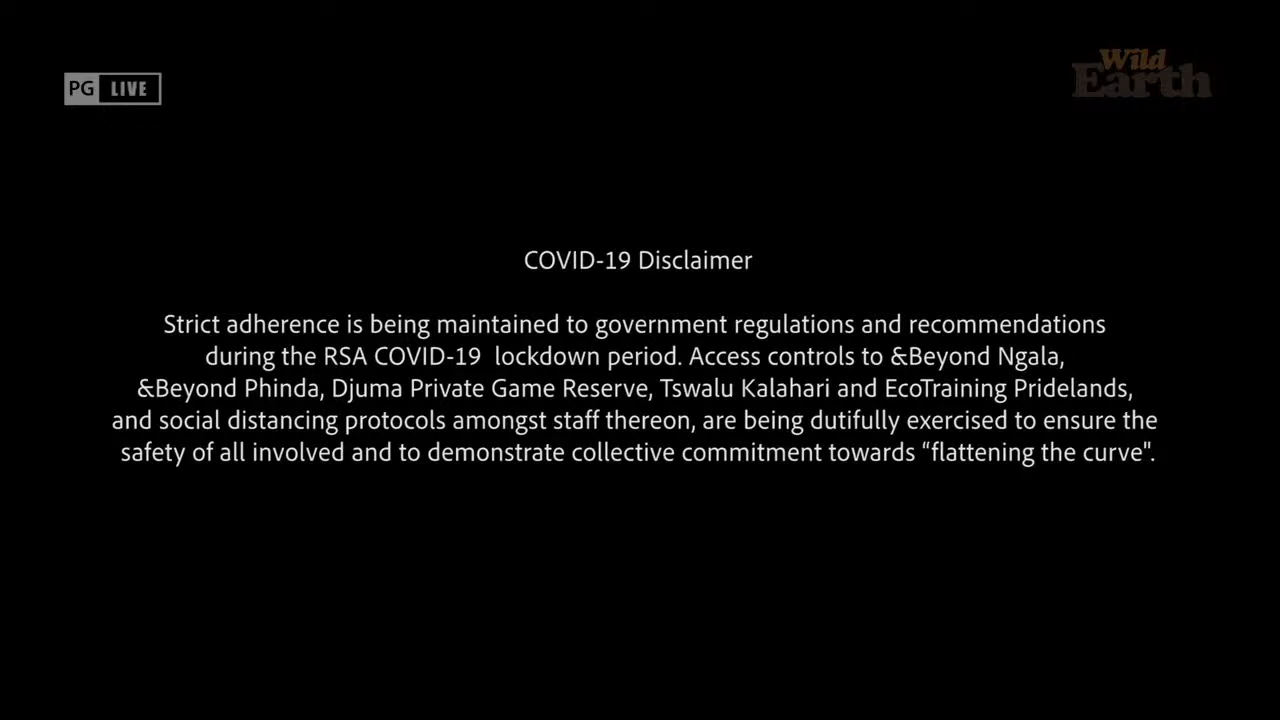 PG LIVE
Wild
Earth
COVID-19 Disclaimer
Strict adherence is being maintained to government regulations and recommendations
during the RSA COVID-19  lockdown period. Access controls to &Beyond Ngala,
&Beyond Phinda, Djuma Private Game Reserve, Tswalu Kalahari and EcoTraining Pridelands,
and social distancing protocols amongst staff thereon, are being dutifully exercised to ensure the
safety of all involved and to demonstrate collective commitment towards “flattening the curve".